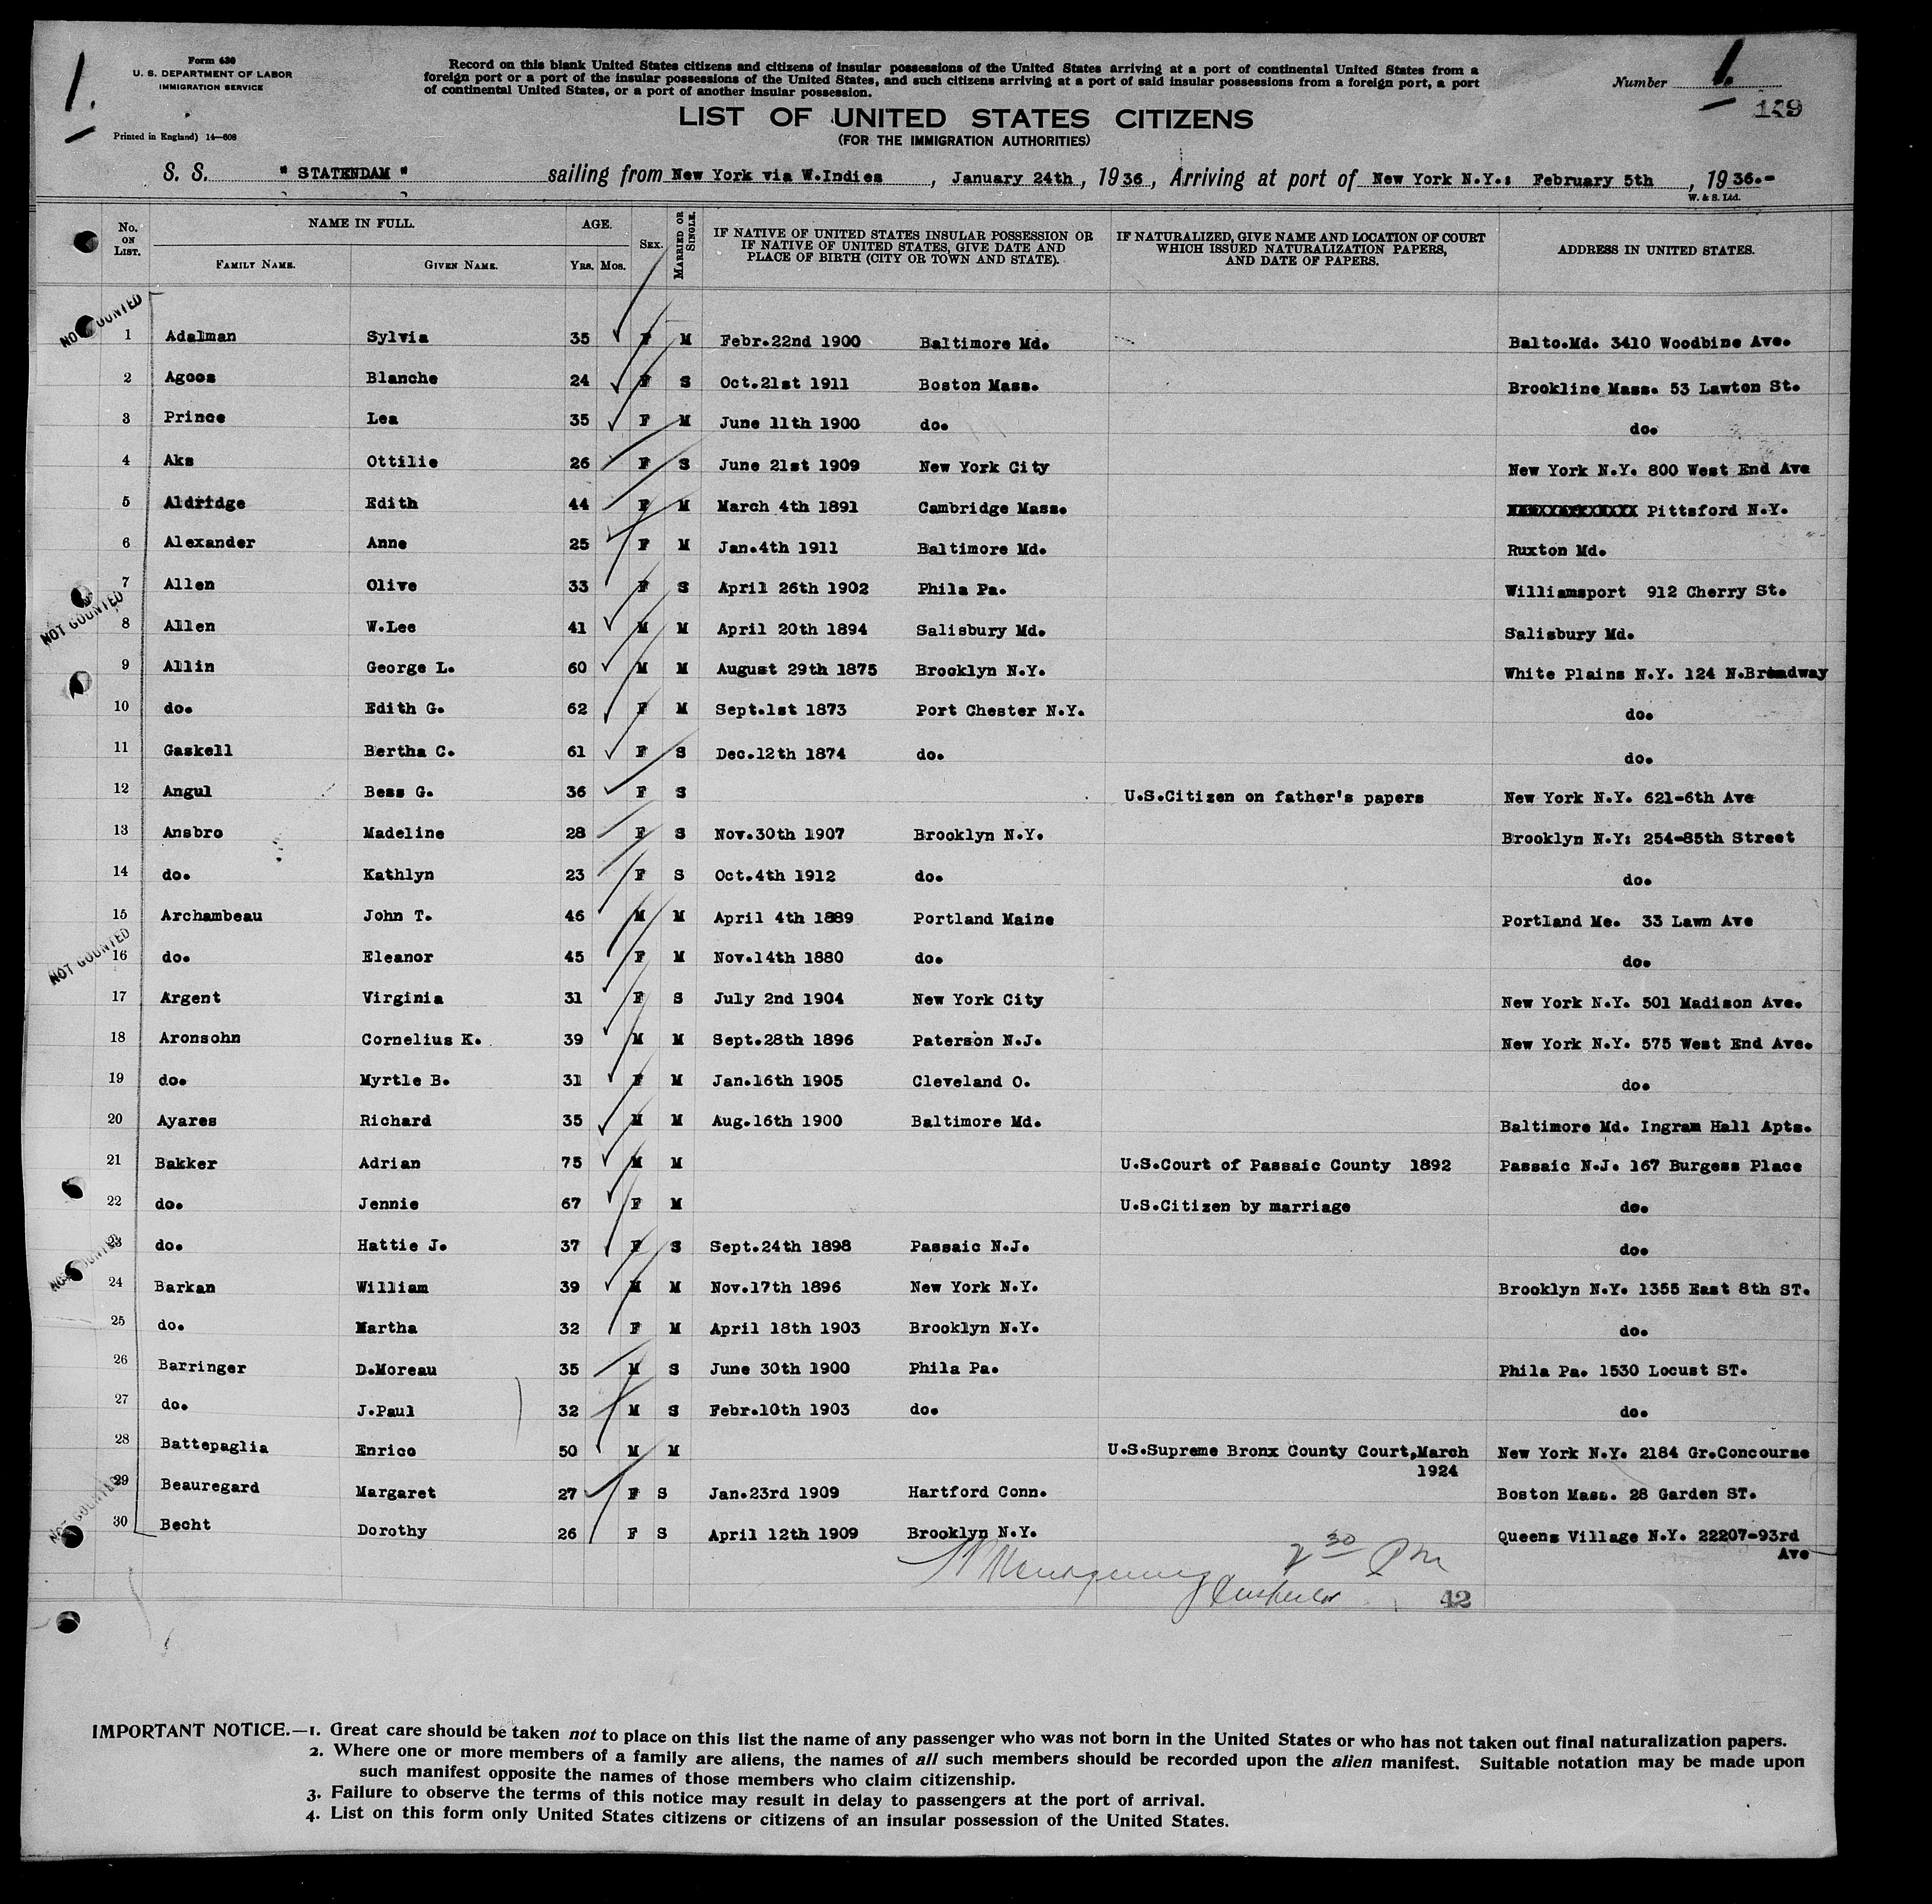 1.
Form 630
U. S. DEPARTMENT OF LABOR
IMMIGRATION SERVICE
Printed in England) 14—608
Record on this blank United States citizens and citizens of insular possessions of the United States arriving at a port of continental United States from a
foreign port or a port of the insular possessions of the United States, and such citizens arriving at a port of said insular possessions from a foreign port, a port
of continental United States, or a port of another insular possession.
Number 1.
149
LIST OF UNITED STATES CITIZENS
(FOR THE IMMIGRATION AUTHORITIES)
S. S. " STATENDAM " sailing from New York via W.Indies , January 24th , 1936 , Arriving at port of New York N.Y.: February 5th , 1936.-
W. & S. Ltd.
No. ON LIST. NAME IN FULL. FAMILY NAME. GIVEN NAME. AGE. Yrs. Mos. SEX. MARRIED OR SINGLE. IF NATIVE OF UNITED STATES INSULAR POSSESSION OR IF NATIVE OF UNITED STATES, GIVE DATE AND PLACE OF BIRTH (CITY OR TOWN AND STATE). IF NATURALIZED, GIVE NAME AND LOCATION OF COURT WHICH ISSUED NATURALIZATION PAPERS, AND DATE OF PAPERS. ADDRESS IN UNITED STATES.
1 Adalman Sylvia 35 F M Febr.22nd 1900 Baltimore Md. Balto.Md. 3410 Woodbine Ave.
2 Agoos Blanche 24 F S Oct.21st 1911 Boston Mass. Brookline Mass. 53 Lawton St.
3 Prince Lea 35 F M June 11th 1900 do. do.
4 Aks Ottilie 26 F S June 21st 1909 New York City New York N.Y. 800 West End Ave
5 Aldridge Edith 44 F M March 4th 1891 Cambridge Mass. Pittsford N.Y.
6 Alexander Anne 25 F M Jan.4th 1911 Baltimore Md. Ruxton Md.
7 Allen Olive 33 F S April 26th 1902 Phila Pa. Williamsport 912 Cherry St.
NOT COUNTED
8 Allen W.Lee 41 M M April 20th 1894 Salisbury Md. Salisbury Md.
9 Allin George L. 60 M M August 29th 1875 Brooklyn N.Y. White Plains N.Y. 124 N.Broadway
10 do. Edith G. 62 F M Sept.1st 1873 Port Chester N.Y. do.
11 Gaskell Bertha C. 61 F S Dec.12th 1874 do. do.
12 Angul Bess G. 36 F S U.S.Citizen on father's papers New York N.Y. 621-6th Ave
13 Ansbro Madeline 28 F S Nov.30th 1907 Brooklyn N.Y. Brooklyn N.Y: 254-85th Street
14 do. Kathlyn 23 F S Oct.4th 1912 do. do.
15 Archambeau John T. 46 M M April 4th 1889 Portland Maine Portland Me. 33 Lawn Ave
NOT COUNTED
16 do. Eleanor 45 F M Nov.14th 1880 do. do.
17 Argent Virginia 31 F S July 2nd 1904 New York City New York N.Y. 501 Madison Ave.
18 Aronsohn Cornelius K. 39 M M Sept.28th 1896 Paterson N.J. New York N.Y. 575 West End Ave.
19 do. Myrtle B. 31 F M Jan.16th 1905 Cleveland O. do.
20 Ayares Richard 35 M M Aug.16th 1900 Baltimore Md. Baltimore Md. Ingram Hall Apts.
21 Bakker Adrian 75 M M U.S.Court of Passaic County 1892 Passaic N.J. 167 Burgess Place
22 do. Jennie 67 F M U.S.Citizen by marriage do.
23 do. Hattie J. 37 F S Sept.24th 1898 Passaic N.J. do.
24 Barkan William 39 M M Nov.17th 1896 New York N.Y. Brooklyn N.Y. 1355 East 8th ST.
25 do. Martha 32 F M April 18th 1903 Brooklyn N.Y. do.
26 Barringer D.Moreau 35 M S June 30th 1900 Phila Pa. Phila Pa. 1530 Locust ST.
27 do. J.Paul 32 M S Febr.10th 1903 do. do.
28 Battepaglia Enrico 50 M M U.S.Supreme Bronx County Court,March 1924 New York N.Y. 2184 Gr.Concourse
29 Beauregard Margaret 27 F S Jan.23rd 1909 Hartford Conn. Boston Mass. 28 Garden ST.
NOT COUNTED
30 Becht Dorothy 26 F S April 12th 1909 Brooklyn N.Y. Queens Village N.Y. 22207-93rd Ave
2 30 PM
42
IMPORTANT NOTICE.—1. Great care should be taken not to place on this list the name of any passenger who was not born in the United States or who has not taken out final naturalization papers.
2. Where one or more members of a family are aliens, the names of all such members should be recorded upon the alien manifest. Suitable notation may be made upon
such manifest opposite the names of those members who claim citizenship.
3. Failure to observe the terms of this notice may result in delay to passengers at the port of arrival.
4. List on this form only United States citizens or citizens of an insular possession of the United States.